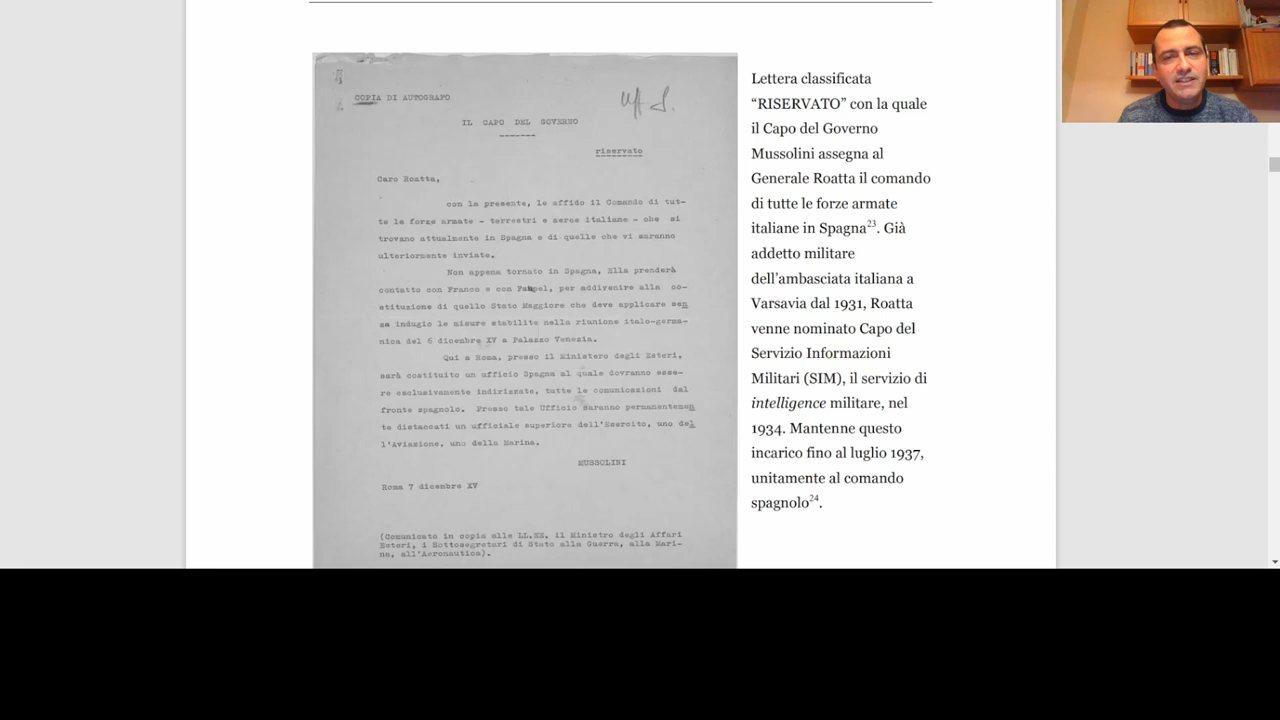 COPIA DI AUTOGRAFO
IL CAPO DEL GOVERNO
riservato
Caro Roatta,
con la presente, le affido il Comando di tut-
te le forze armate - terrestri e aeree italiane - che si
trovano attualmente in Spagna e di quelle che vi saranno
ulteriormente inviate.
Non appena tornato in Spagna, Ella prenderà
contatto con Franco e con Faupel, per addivenire alla co-
stituzione di quello Stato Maggiore che deve applicare sen
za indugio le misure stabilite nella riunione italo-germa-
nica del 6 dicembre XV a Palazzo Venezia.
Qui a Roma, presso il Ministero degli Esteri,
sarà costituito un ufficio Spagna al quale dovranno esse-
re esclusivamente indirizzate, tutte le comunicazioni dal
fronte spagnolo. Presso tale Ufficio saranno permanentemen
te distaccati un ufficiale superiore dell'Esercito, uno del
l'Aviazione, uno della Marina.
MUSSOLINI
Roma 7 dicembre XV
(Comunicato in copia alle LL.EE. il Ministro degli Affari
Esteri, i Sottosegretari di Stato alla Guerra, alla Mari-
na, all'Aeronautica).
Lettera classificata
“RISERVATO” con la quale
il Capo del Governo
Mussolini assegna al
Generale Roatta il comando
di tutte le forze armate
italiane in Spagna23. Già
addetto militare
dell’ambasciata italiana a
Varsavia dal 1931, Roatta
venne nominato Capo del
Servizio Informazioni
Militari (SIM), il servizio di
intelligence militare, nel
1934. Mantenne questo
incarico fino al luglio 1937,
unitamente al comando
spagnolo24.